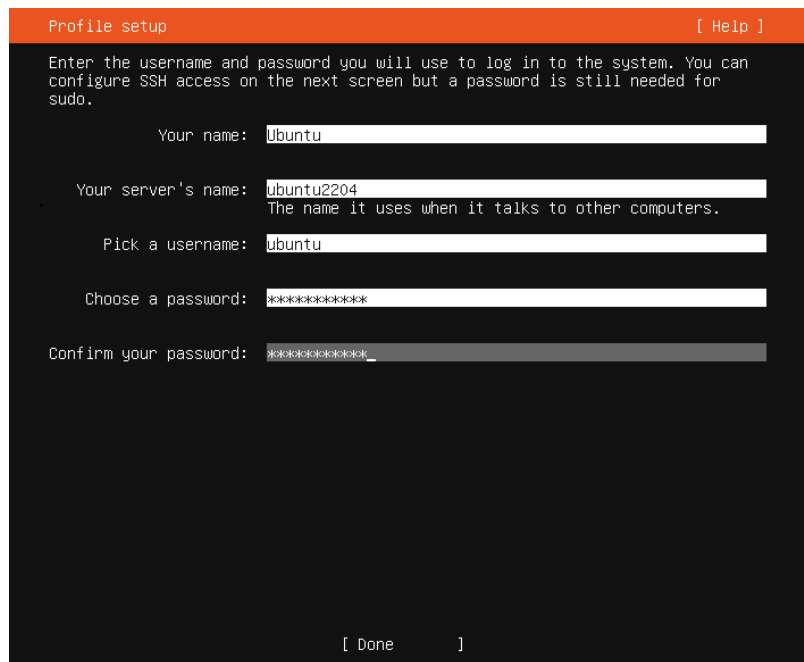 Profile setup [ Help ]
Enter the username and password you will use to log in to the system. You can
configure SSH access on the next screen but a password is still needed for
sudo.
Your name: Ubuntu
Your server's name: ubuntu2204
The name it uses when it talks to other computers.
Pick a username: ubuntu
Choose a password: ***********
Confirm your password: ***********_
[ Done ]